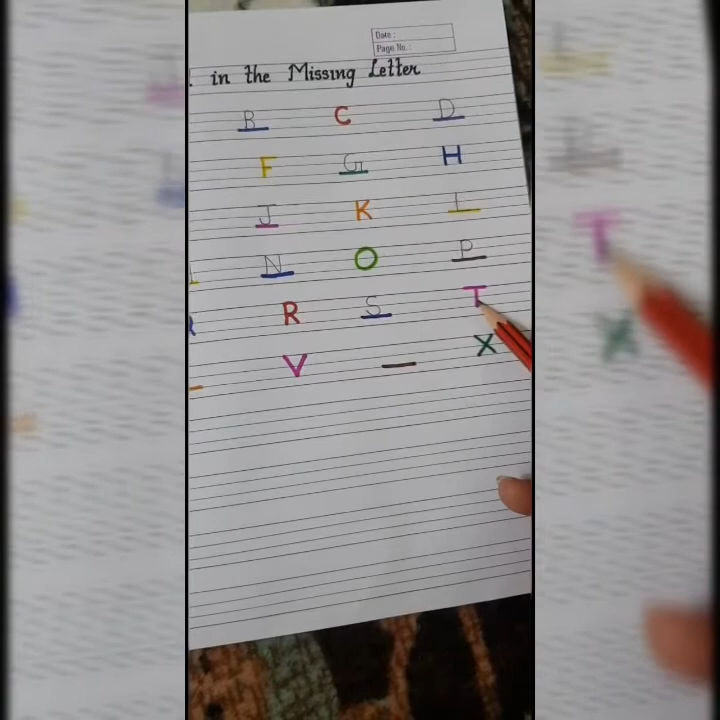 Date :
Page No. :
in the Missing Letter
B C D
F G H
J K L
N O P
R S T
V X